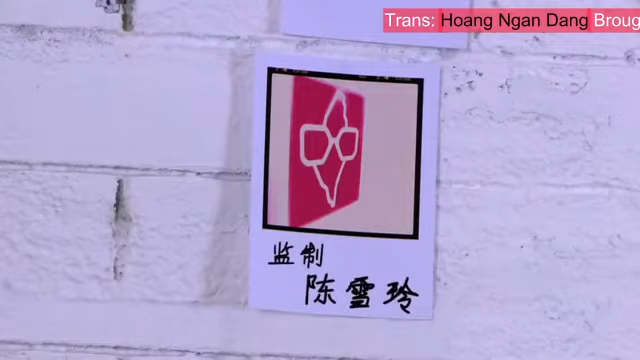 Trans: Hoang Ngan Dang Broug
监制
陈雪玲